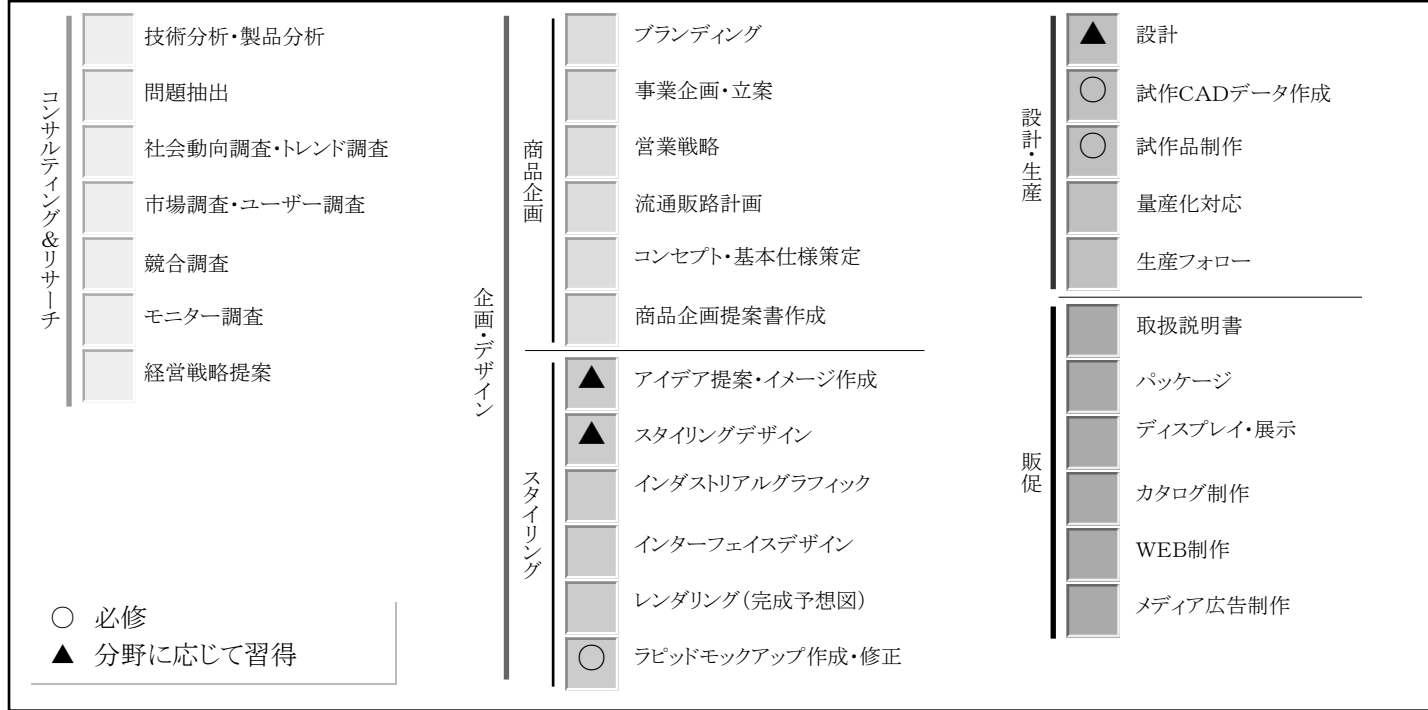 コンサルティング&リサーチ
技術分析・製品分析
問題抽出
社会動向調査・トレンド調査
市場調査・ユーザー調査
競合調査
モニター調査
経営戦略提案
企画・デザイン
商品企画
ブランディング
事業企画・立案
営業戦略
流通販路計画
コンセプト・基本仕様策定
商品企画提案書作成
スタイリング
▲ アイデア提案・イメージ作成
▲ スタイリングデザイン
インダストリアルグラフィック
インターフェイスデザイン
レンダリング(完成予想図)
○ ラピッドモックアップ作成・修正
設計・生産
▲ 設計
○ 試作CADデータ作成
○ 試作品制作
量産化対応
生産フォロー
販促
取扱説明書
パッケージ
ディスプレイ・展示
カタログ制作
WEB制作
メディア広告制作
○ 必修
▲ 分野に応じて習得